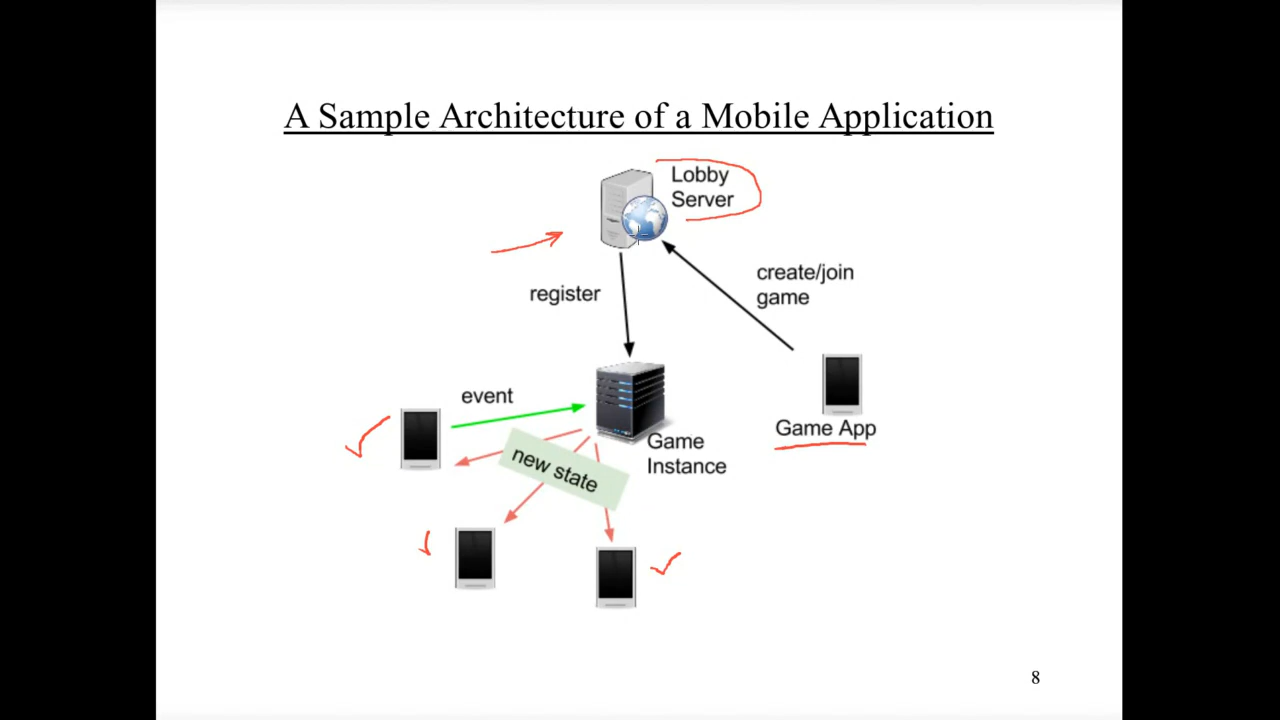 A Sample Architecture of a Mobile Application
Lobby
Server
create/join
game
register
event
Game App
Game
Instance
new state
8